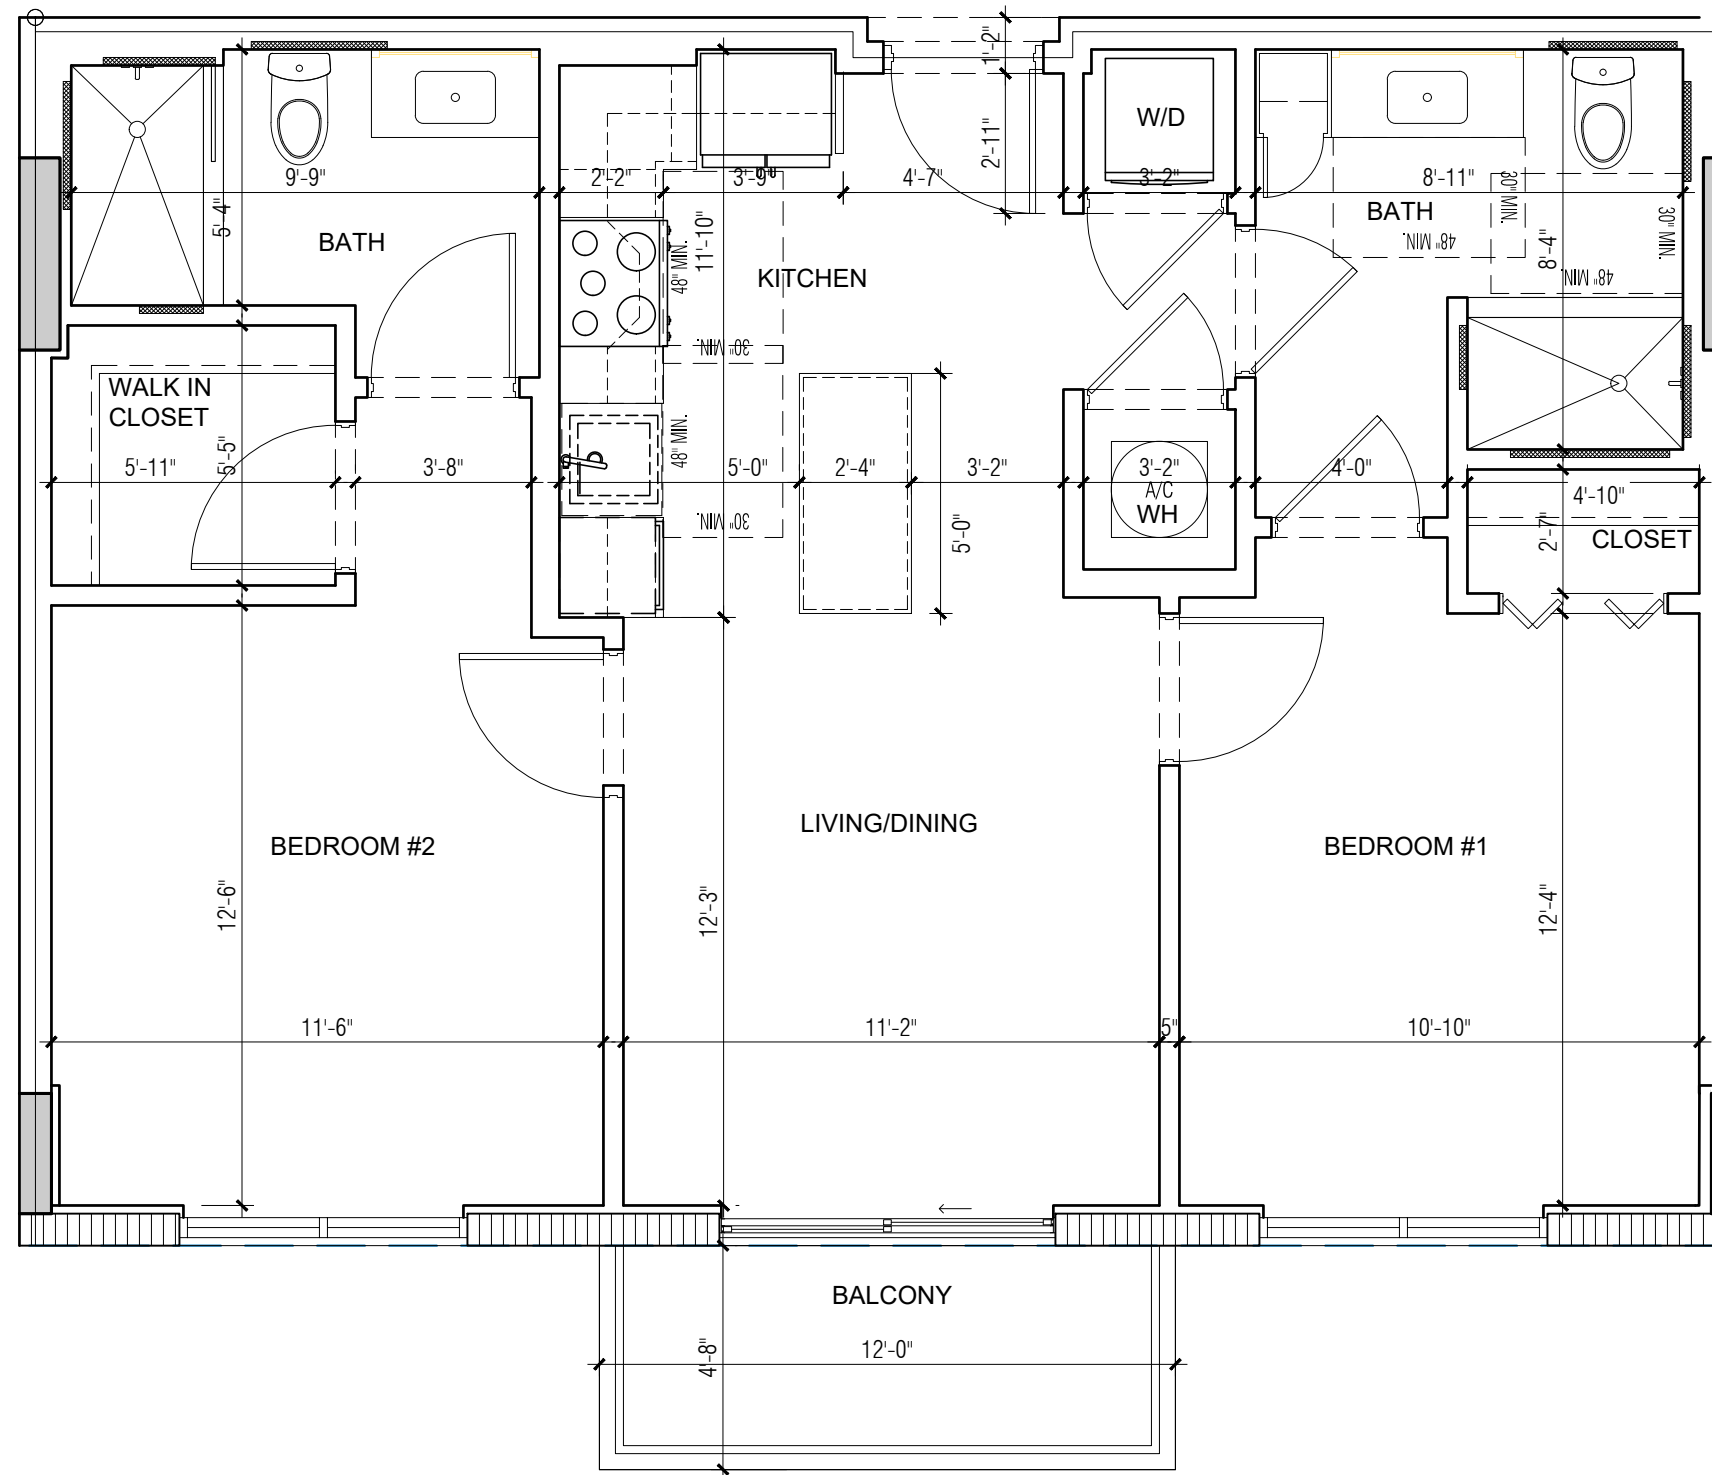 1'-2"
W/D
2'-11"
9'-9"
2'-2"
3'-9"
4'-7"
3'-2"
8'-11"
30" MIN.
30" MIN.
BATH
48" MIN.
5'-4"
BATH
11'-10"
48" MIN.
8'-4"
48" MIN.
KITCHEN
30" MIN.
WALK IN
CLOSET
48" MIN.
5'-11"
5'-5"
3'-8"
5'-0"
2'-4"
3'-2"
3'-2"
4'-0"
A/C
WH
4'-10"
30" MIN.
5'-0"
2'-7"
CLOSET
LIVING/DINING
BEDROOM #2
BEDROOM #1
12'-6"
12'-3"
12'-4"
11'-6"
11'-2"
5"
10'-10"
BALCONY
4'-8"
12'-0"